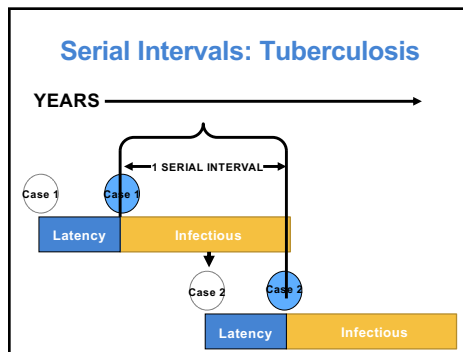 Serial Intervals: Tuberculosis
YEARS
1 SERIAL INTERVAL
Case 1
Case 1
Latency
Infectious
Case 2
Case 2
Latency
Infectious